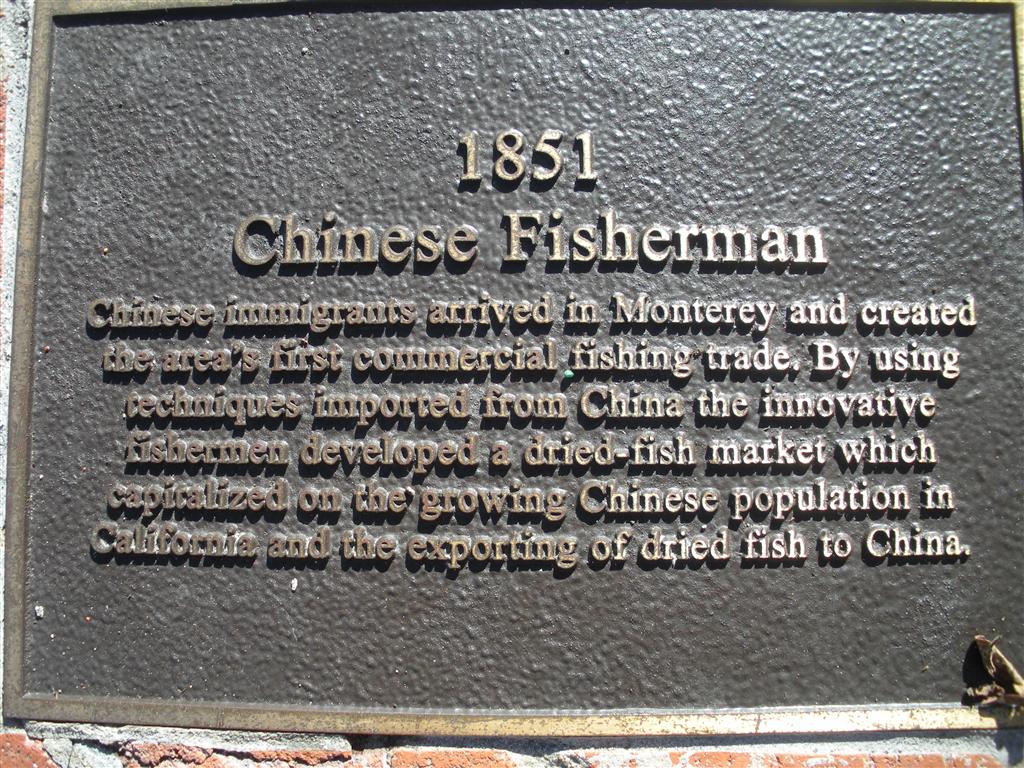 1851
Chinese Fisherman
Chinese immigrants arrived in Monterey and created
the area's first commercial fishing trade. By using
techniques imported from China the innovative
fishermen developed a dried-fish market which
capitalized on the growing Chinese population in
California and the exporting of dried fish to China.